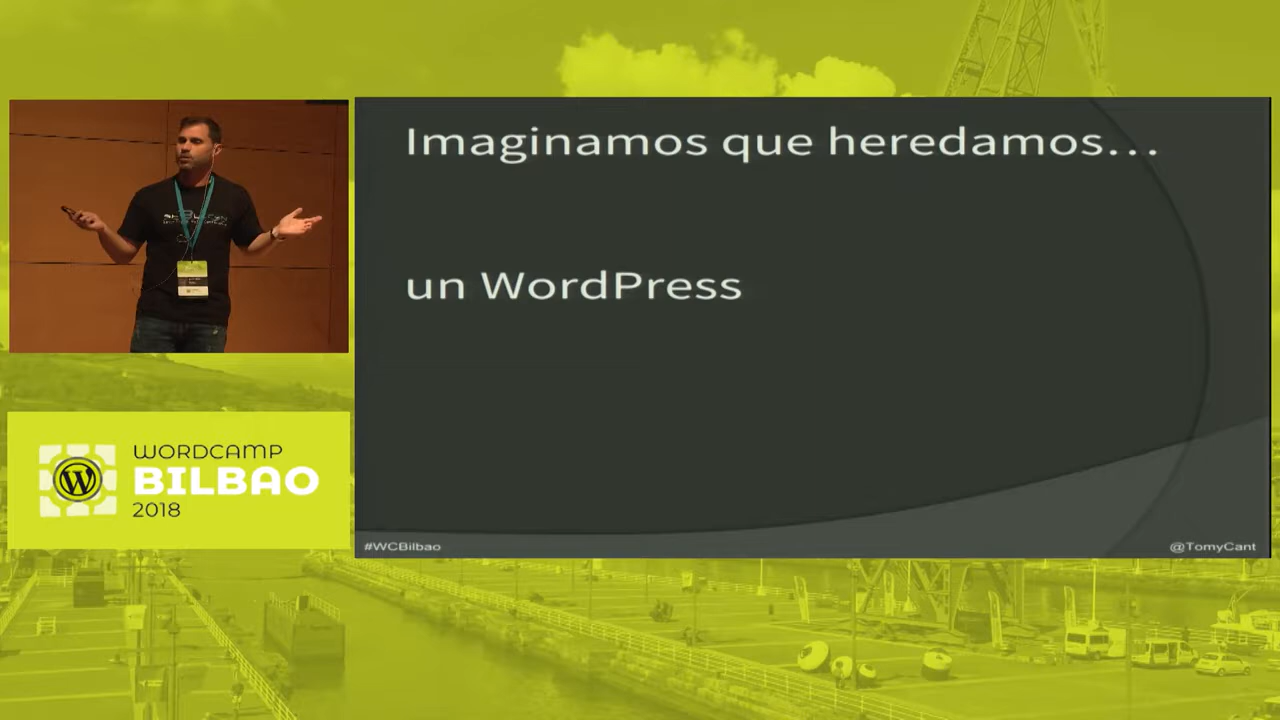 Imaginamos que heredamos...
un WordPress
WORDCAMP
BILBAO
2018
#WCBilbao
@TomyCant